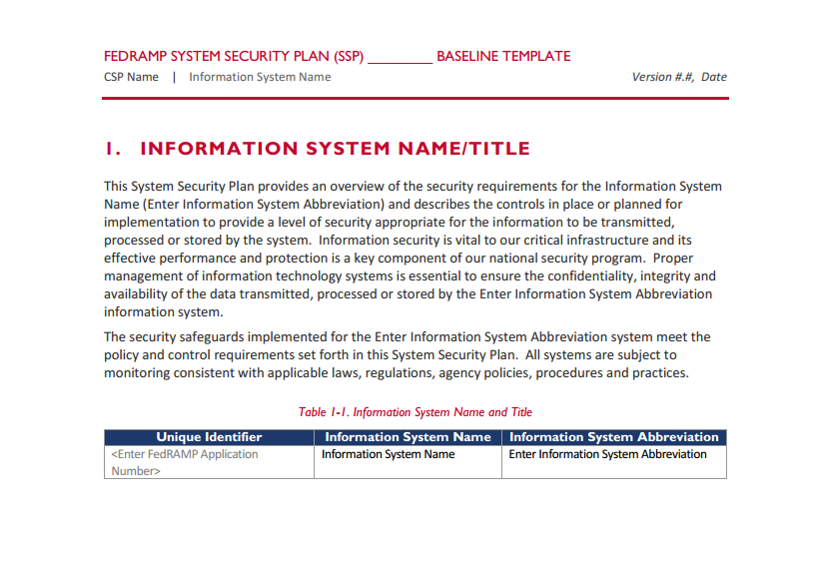 FEDRAMP SYSTEM SECURITY PLAN (SSP) ________ BASELINE TEMPLATE
CSP Name | Information System Name Version #.#, Date
1. INFORMATION SYSTEM NAME/TITLE
This System Security Plan provides an overview of the security requirements for the Information System
Name (Enter Information System Abbreviation) and describes the controls in place or planned for
implementation to provide a level of security appropriate for the information to be transmitted,
processed or stored by the system. Information security is vital to our critical infrastructure and its
effective performance and protection is a key component of our national security program. Proper
management of information technology systems is essential to ensure the confidentiality, integrity and
availability of the data transmitted, processed or stored by the Enter Information System Abbreviation
information system.
The security safeguards implemented for the Enter Information System Abbreviation system meet the
policy and control requirements set forth in this System Security Plan. All systems are subject to
monitoring consistent with applicable laws, regulations, agency policies, procedures and practices.
Table 1-1. Information System Name and Title
Unique Identifier Information System Name Information System Abbreviation
<Enter FedRAMP Application Information System Name Enter Information System Abbreviation
Number>